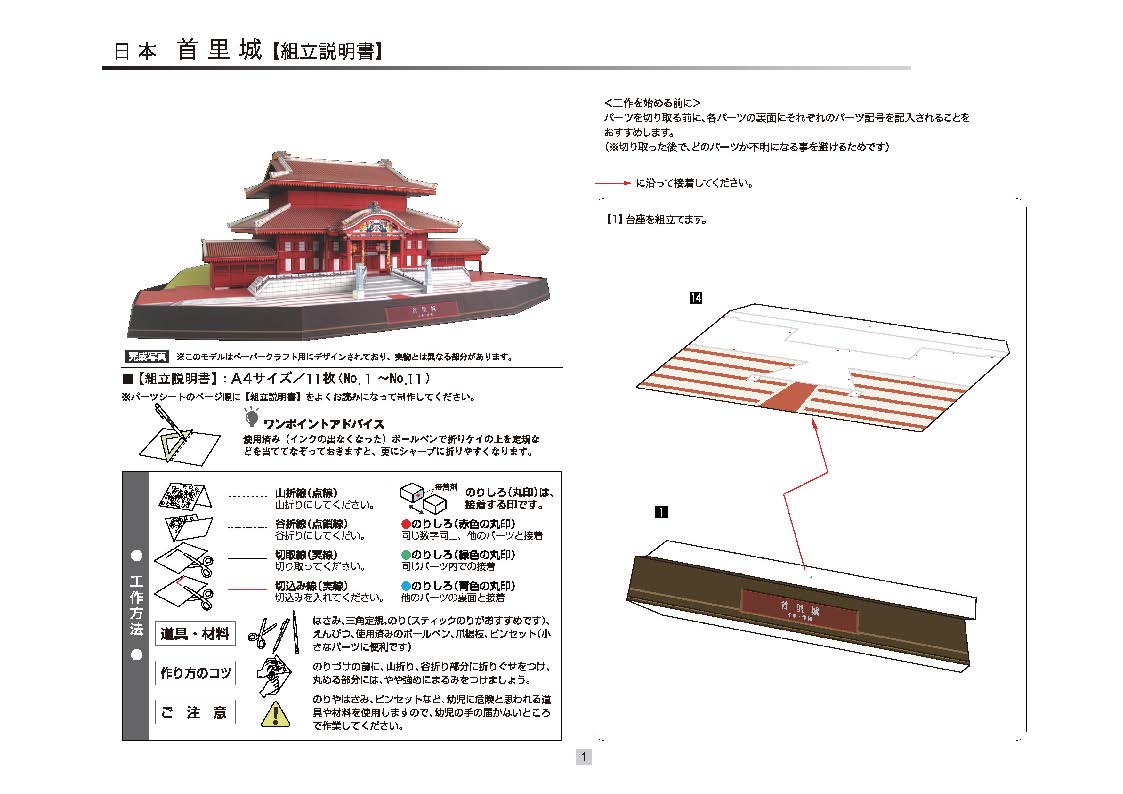 日本 首里城【組立説明書】
完成写真 ※このモデルはペーパークラフト用にデザインされており、実物とは異なる部分があります。
■【組立説明書】：A4サイズ／11枚（No.1 〜No.11）
※パーツシートのページ順に【組立説明書】をよくお読みになって制作してください。
ワンポイントアドバイス
使用済み（インクの出なくなった）ボールペンで折りケイの上を定規な
どを当ててなぞっておきますと、更にシャープに折りやすくなります。
●工作方法●
山折線（点線）
山折りにしてください。
谷折線（点鎖線）
谷折りにしてくだい。
切取線（実線）
切り取ってください。
切込み線（実線）
切込みを入れてください。
接着剤
のりしろ（丸印）は、
接着する印です。
●のりしろ（赤色の丸印）
同じ数字同士、他のパーツと接着
●のりしろ（緑色の丸印）
同じパーツ内での接着
●のりしろ（青色の丸印）
他のパーツの裏面と接着
道具・材料
はさみ、三角定規、のり（スティックのりがおすすめです）、
えんぴつ、使用済みのボールペン、爪楊枝、ピンセット（小
さなパーツに便利です）
作り方のコツ
のりづけの前に、山折り、谷折り部分に折りぐせをつけ、
丸める部分には、やや強めにまるみをつけましょう。
ご注意
のりやはさみ、ピンセットなど、幼児に危険と思われる道
具や材料を使用しますので、幼児の手の届かないところ
で作業してください。
＜工作を始める前に＞
パーツを切り取る前に、各パーツの裏面にそれぞれのパーツ記号を記入されることを
おすすめします。
（※切り取った後で、どのパーツか不明になる事を避けるためです）
に沿って接着してください。
【1】台座を組立てます。
14
1
首里城
1